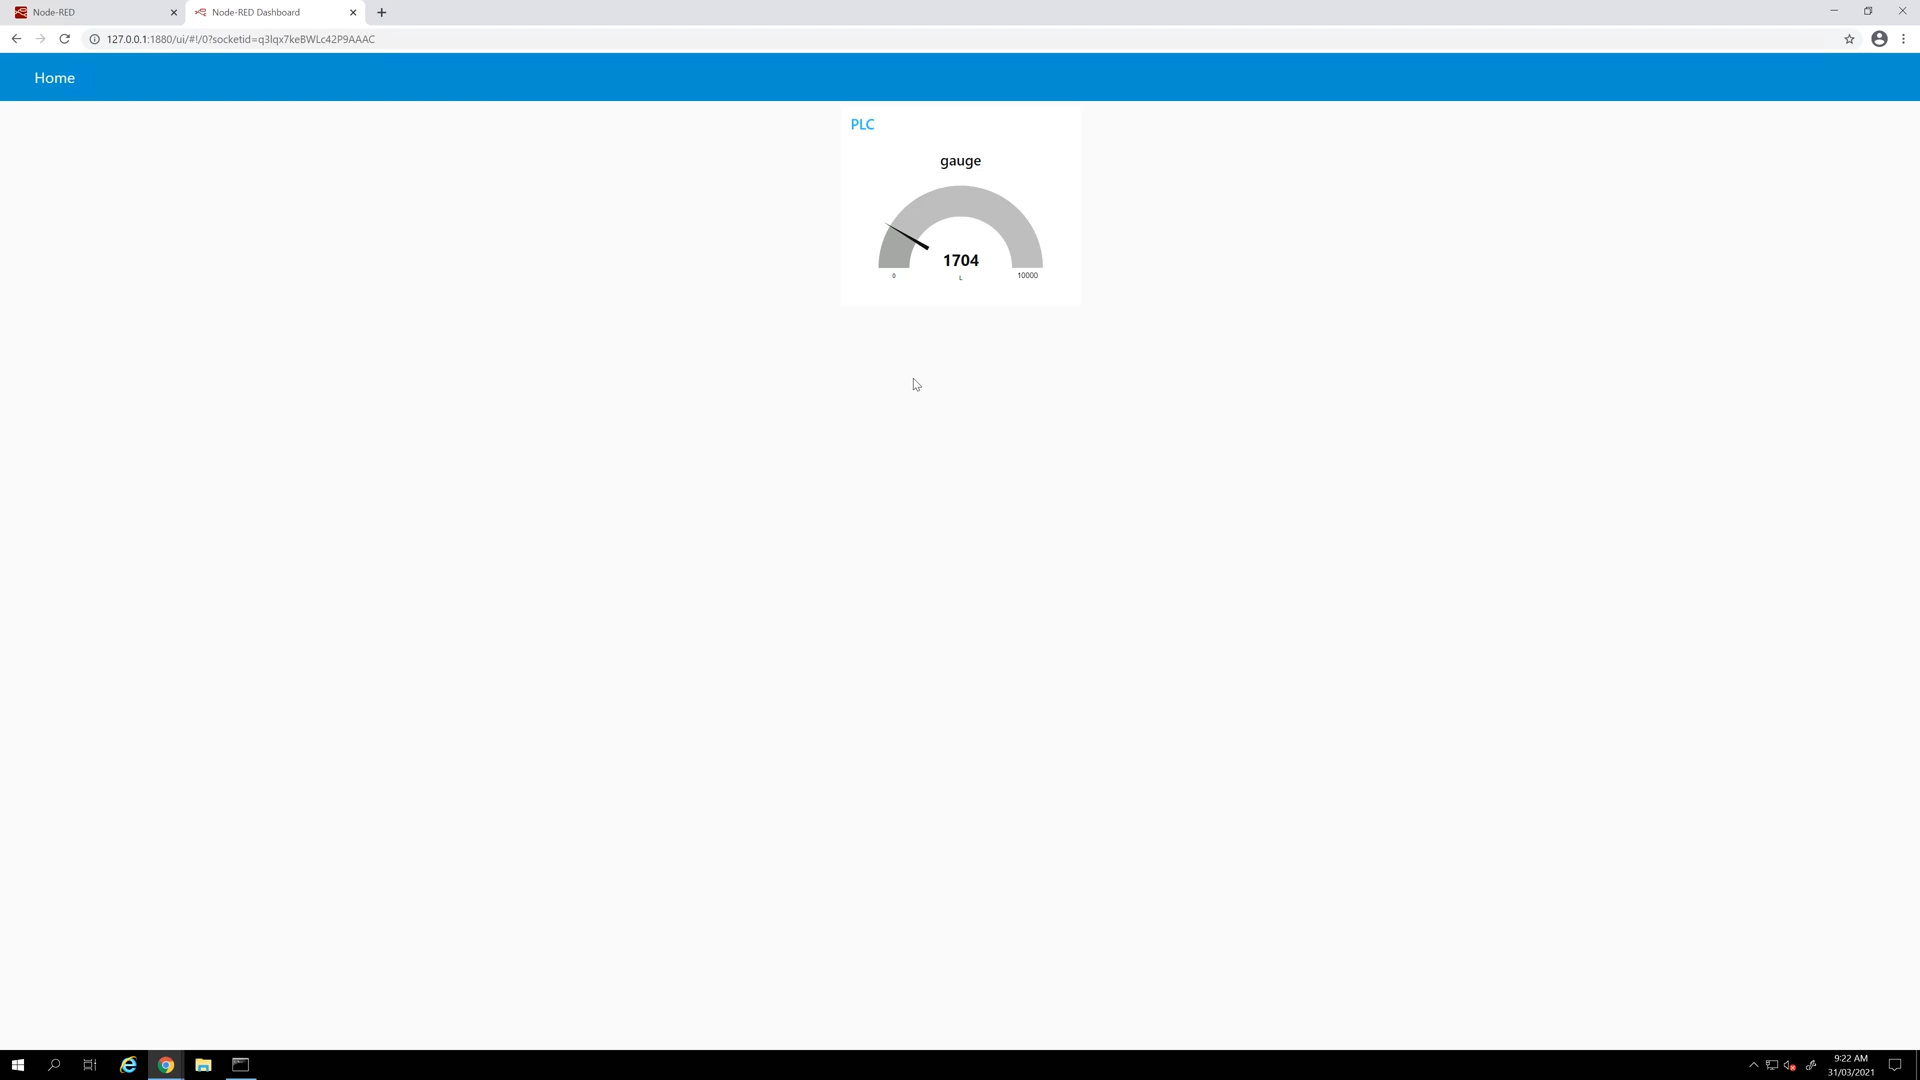 Node-RED
Node-RED Dashboard
127.0.0.1:1880/ui/#!/0?socketid=q3lqx7keBWLc42P9AAAC
Home
PLC
gauge
1704
0
L
10000
9:22 AM
31/03/2021